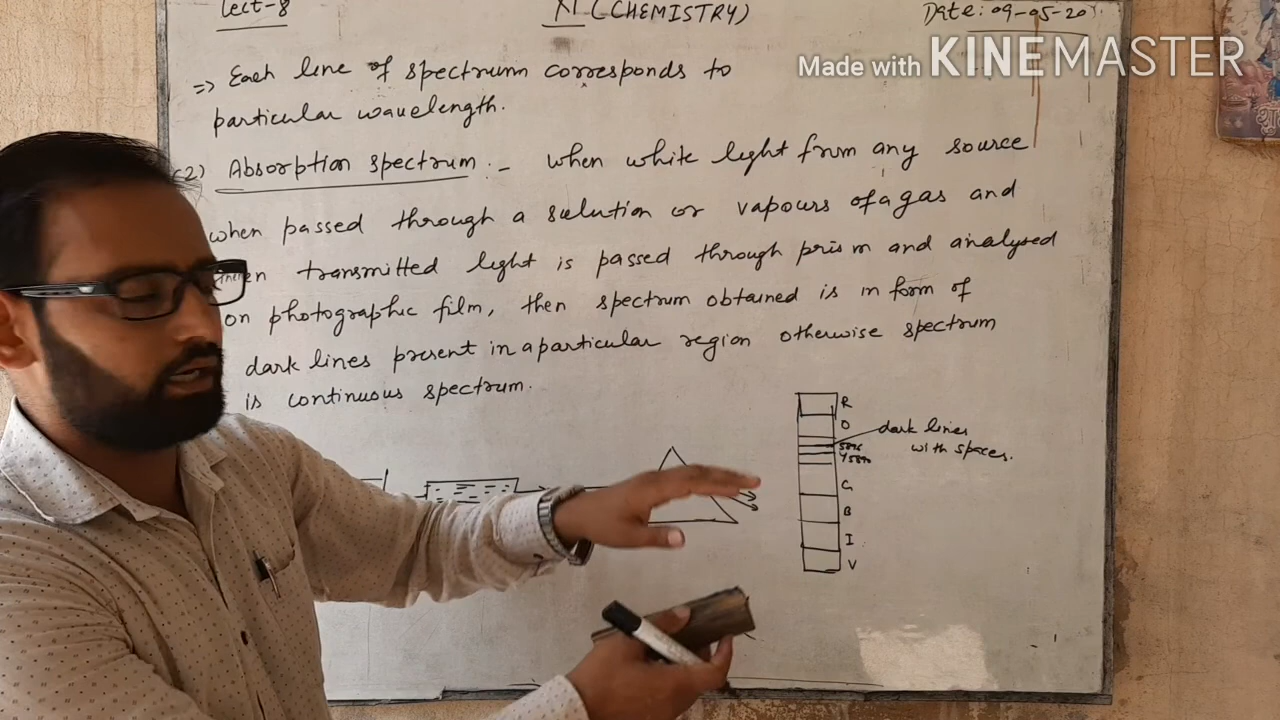 Lect-8
XI (CHEMISTRY)
Date: 09-05-20
Made with KINEMASTER
=> Each line of spectrum corresponds to
particular wavelength.
(2) Absorption spectrum :- when white light from any source
when passed through a solution or vapours of a gas and
then transmitted light is passed through prism and analysed
on photographic film, then spectrum obtained is in form of
dark lines present in a particular region otherwise spectrum
is continuous spectrum.
R
O
dark lines
with spaces.
5896
Y 5890
G
B
I
V